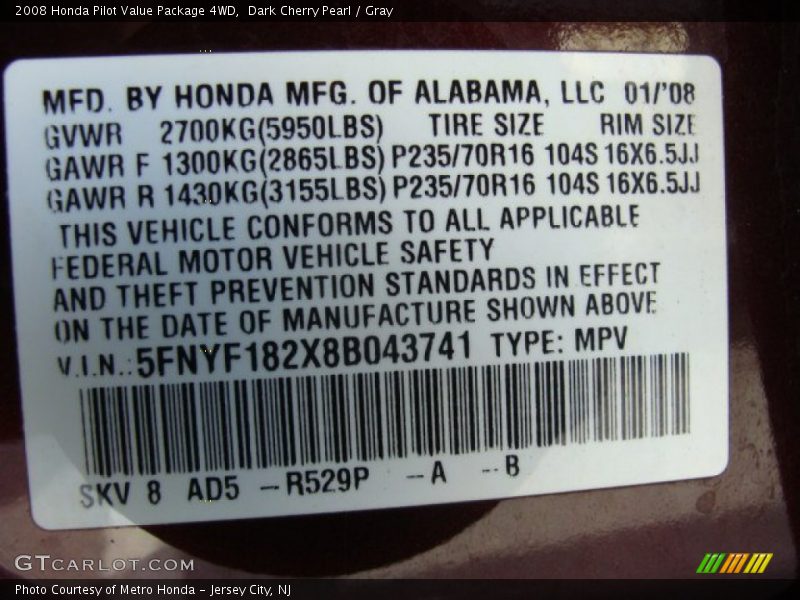 2008 Honda Pilot Value Package 4WD,  Dark Cherry Pearl / Gray
MFD. BY HONDA MFG. OF ALABAMA, LLC 01/'08
GVWR 2700KG(5950LBS) TIRE SIZE RIM SIZE
GAWR F 1300KG(2865LBS) P235/70R16 104S 16X6.5JJ
GAWR R 1430KG(3155LBS) P235/70R16 104S 16X6.5JJ
THIS VEHICLE CONFORMS TO ALL APPLICABLE
FEDERAL MOTOR VEHICLE SAFETY
AND THEFT PREVENTION STANDARDS IN EFFECT
ON THE DATE OF MANUFACTURE SHOWN ABOVE
V.I.N.: 5FNYF182X8B043741 TYPE: MPV
SKV 8 AD5 -- R529P -- A -- B
GTCARLOT.COM
Photo Courtesy of Metro Honda - Jersey City, NJ